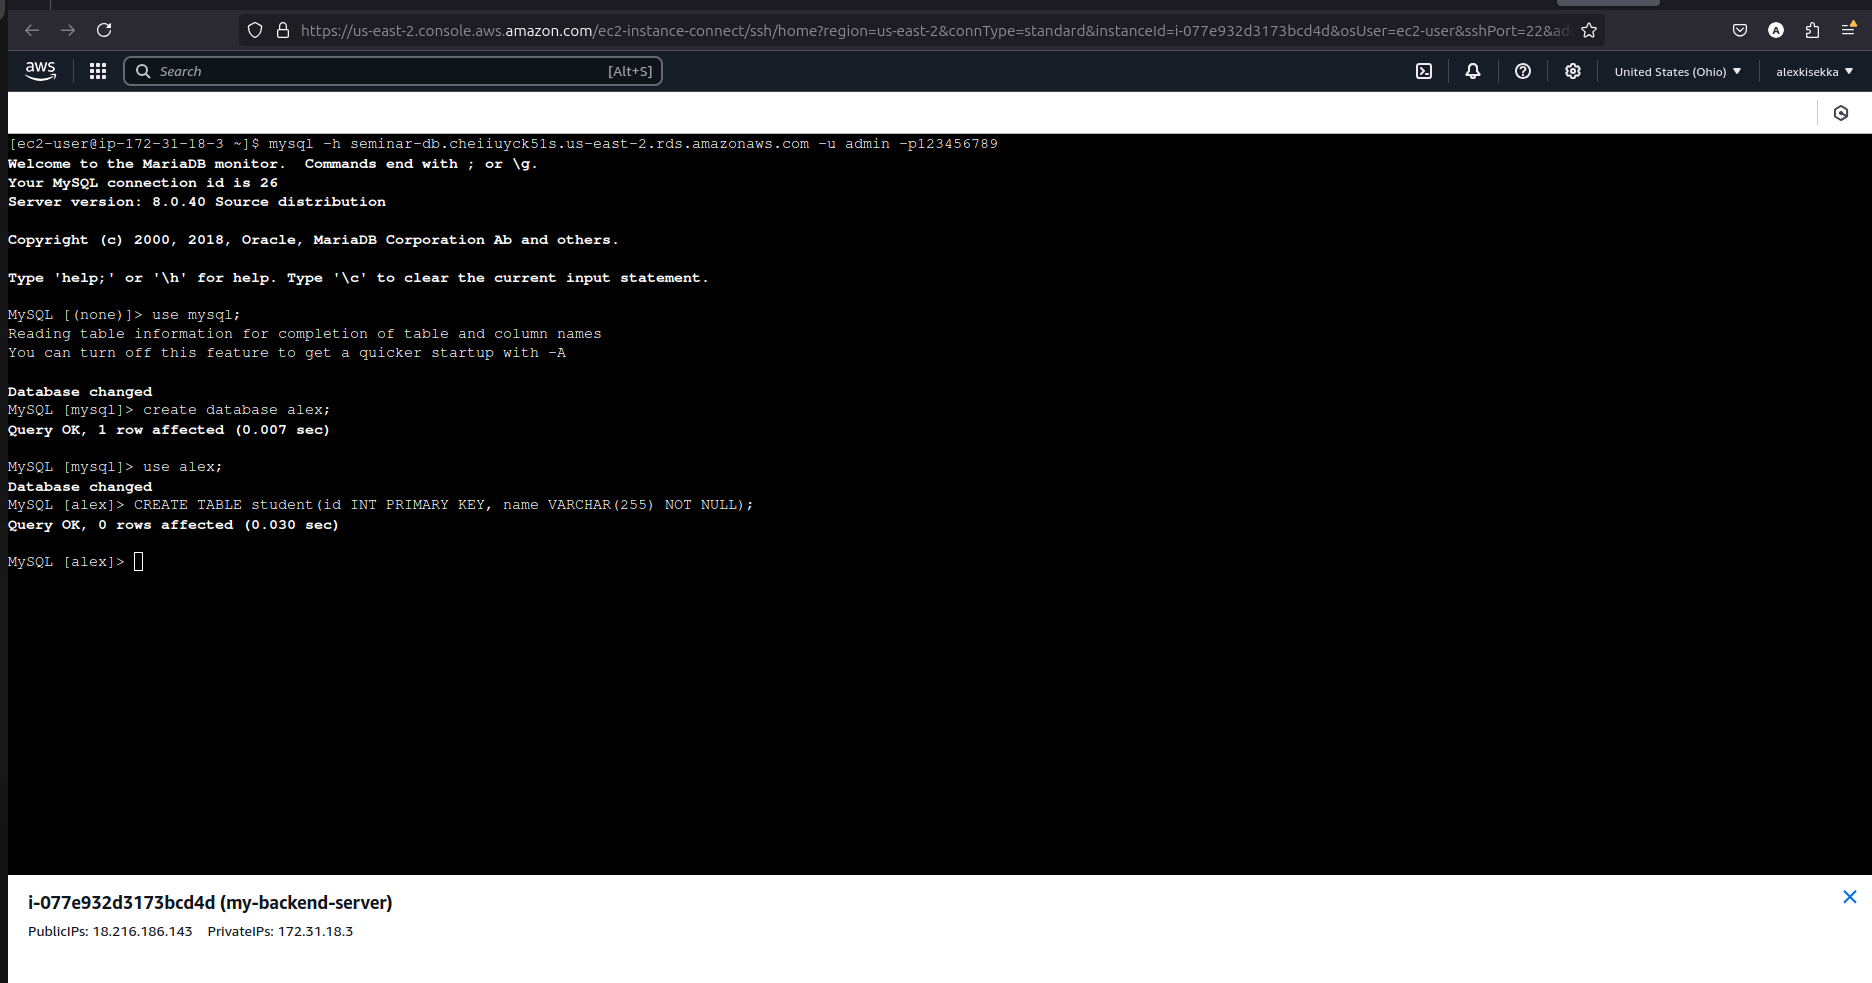 https://us-east-2.console.aws.amazon.com/ec2-instance-connect/ssh/home?region=us-east-2&connType=standard&instanceId=i-077e932d3173bcd4d&osUser=ec2-user&sshPort=22&ad
A
aws
Search
[Alt+S]
United States (Ohio)
alexkisekka
[ec2-user@ip-172-31-18-3 ~]$ mysql -h seminar-db.cheiiuyck51s.us-east-2.rds.amazonaws.com -u admin -p123456789
Welcome to the MariaDB monitor.  Commands end with ; or \g.
Your MySQL connection id is 26
Server version: 8.0.40 Source distribution
Copyright (c) 2000, 2018, Oracle, MariaDB Corporation Ab and others.
Type 'help;' or '\h' for help. Type '\c' to clear the current input statement.
MySQL [(none)]> use mysql;
Reading table information for completion of table and column names
You can turn off this feature to get a quicker startup with -A
Database changed
MySQL [mysql]> create database alex;
Query OK, 1 row affected (0.007 sec)
MySQL [mysql]> use alex;
Database changed
MySQL [alex]> CREATE TABLE student(id INT PRIMARY KEY, name VARCHAR(255) NOT NULL);
Query OK, 0 rows affected (0.030 sec)
MySQL [alex]>
i-077e932d3173bcd4d (my-backend-server)
PublicIPs: 18.216.186.143 PrivateIPs: 172.31.18.3